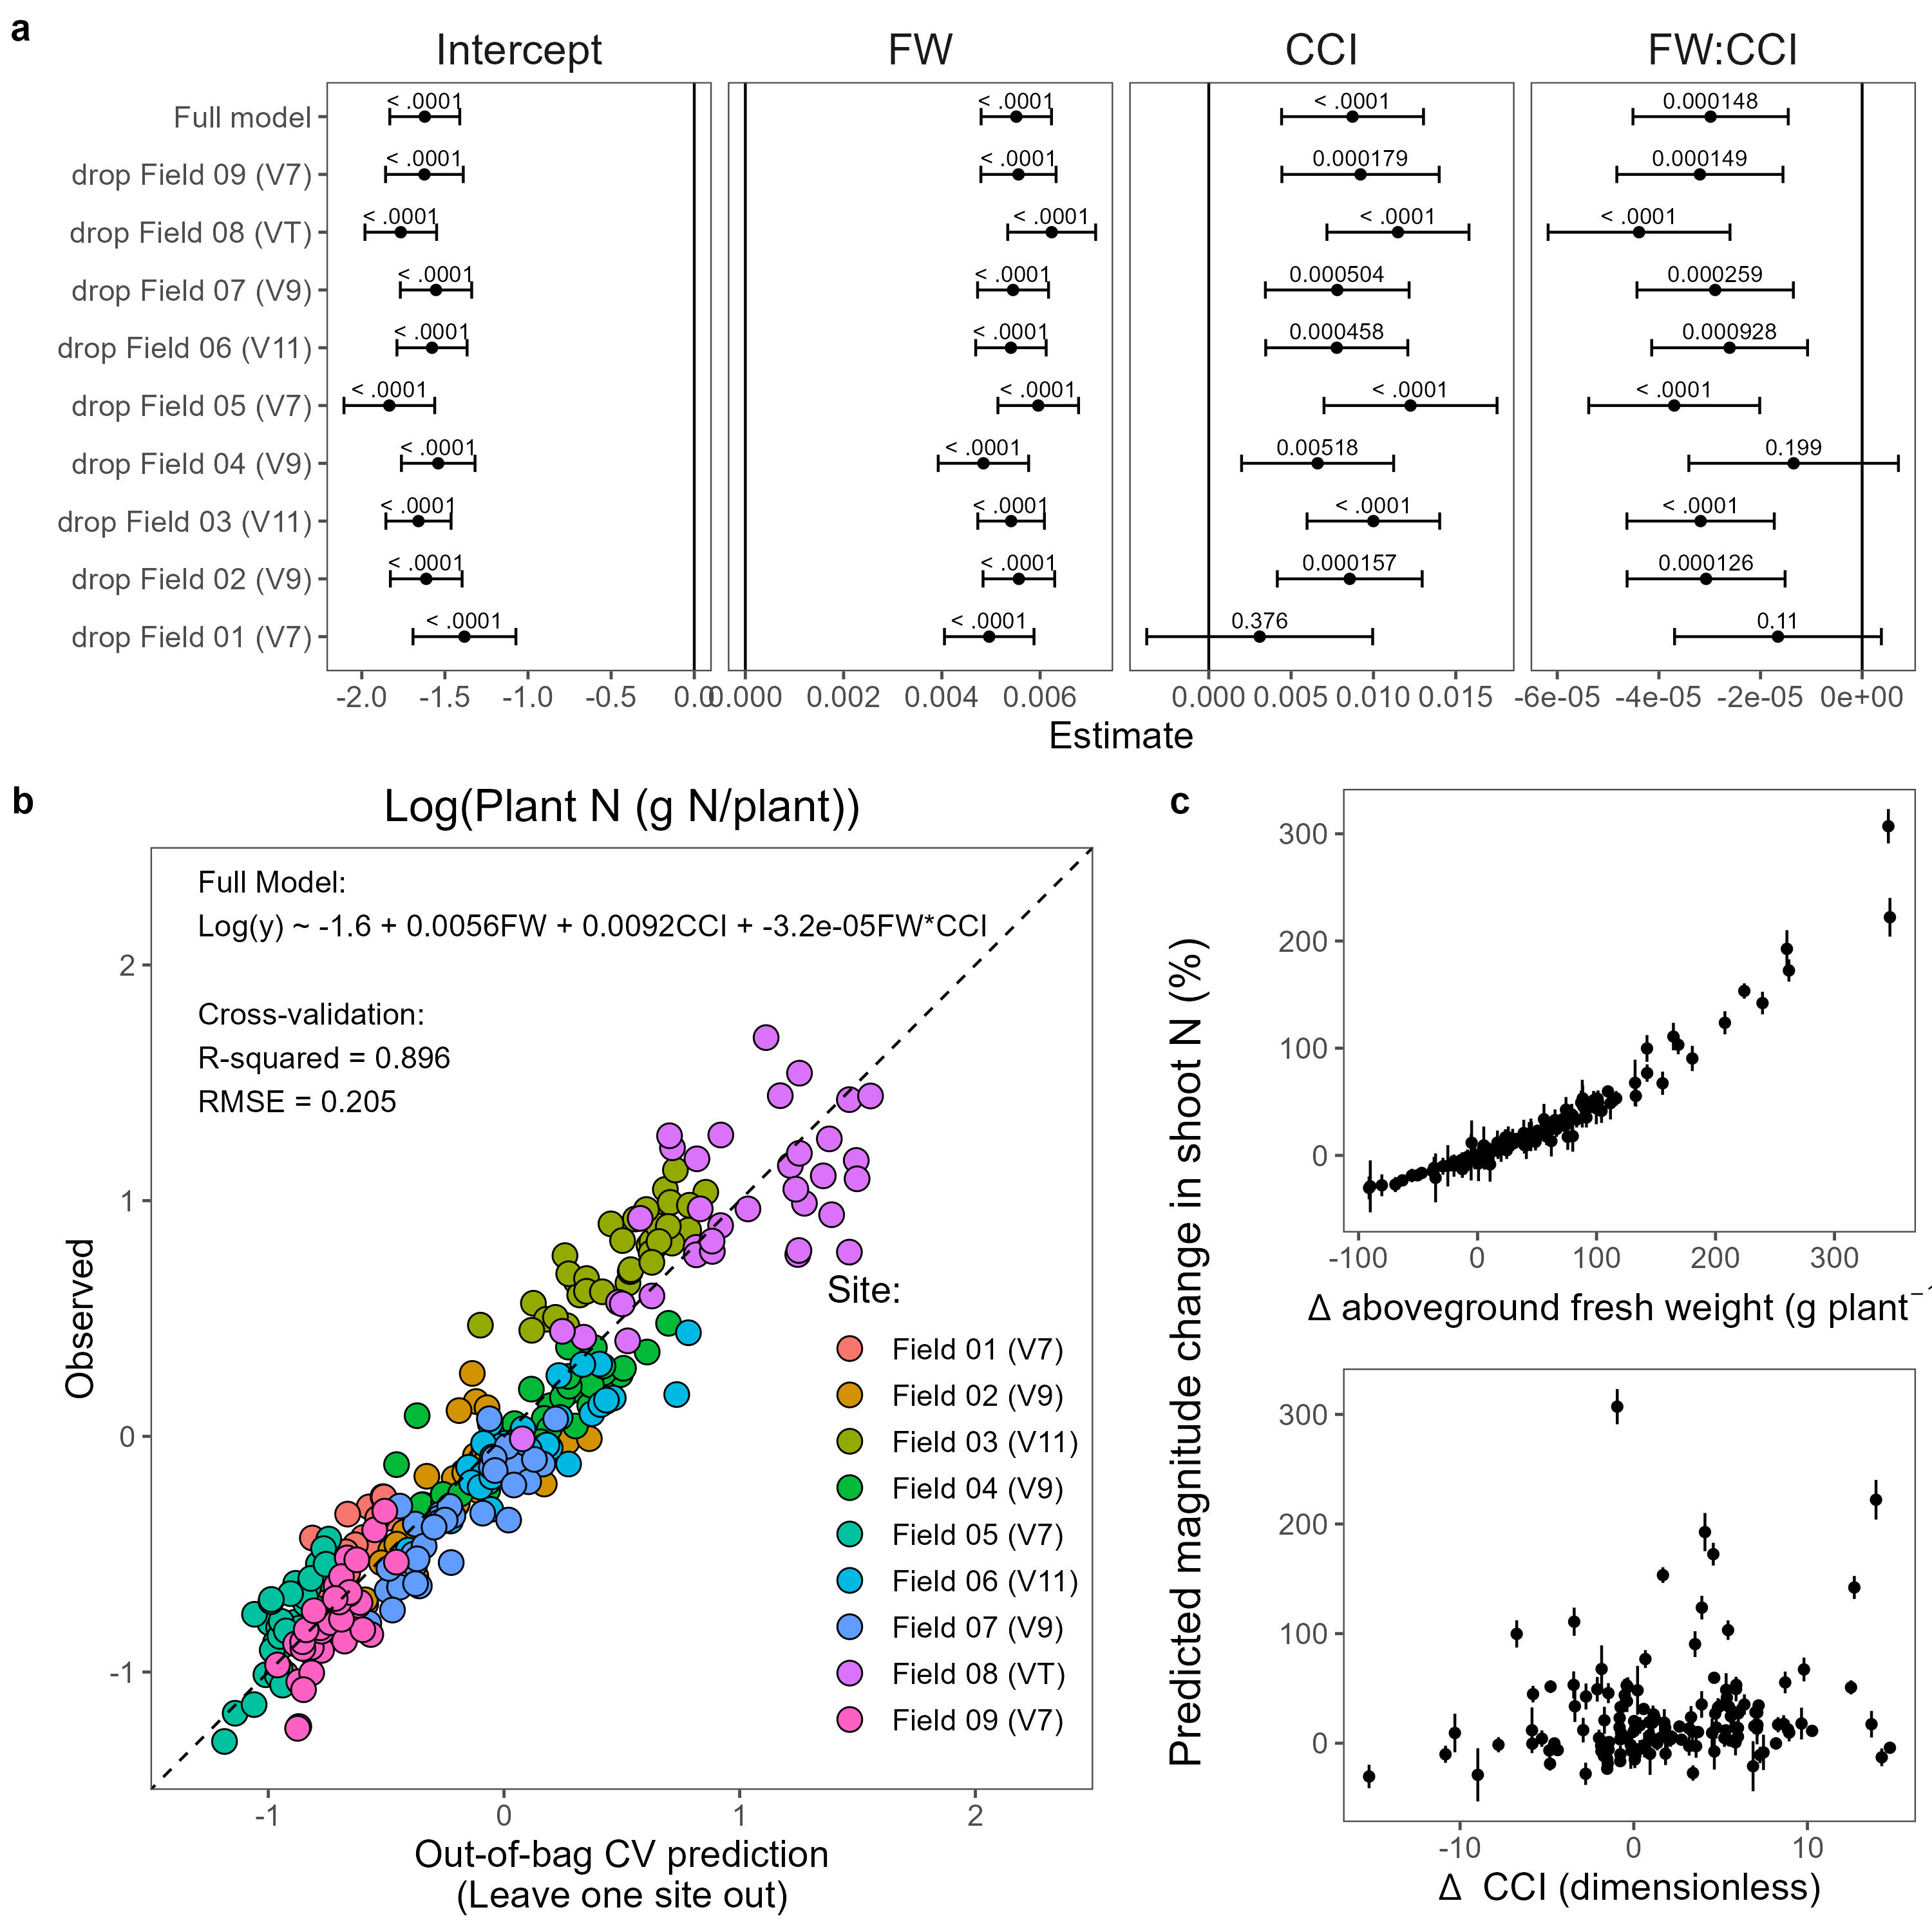 a
Intercept FW CCI FW:CCI
Full model < .0001 < .0001 < .0001 0.000148
drop Field 09 (V7) < .0001 < .0001 0.000179 0.000149
drop Field 08 (VT) < .0001 < .0001 < .0001 < .0001
drop Field 07 (V9) < .0001 < .0001 0.000504 0.000259
drop Field 06 (V11) < .0001 < .0001 0.000458 0.000928
drop Field 05 (V7) < .0001 < .0001 < .0001 < .0001
drop Field 04 (V9) < .0001 < .0001 0.00518 0.199
drop Field 03 (V11) < .0001 < .0001 < .0001 < .0001
drop Field 02 (V9) < .0001 < .0001 0.000157 0.000126
drop Field 01 (V7) < .0001 < .0001 0.376 0.11
-2.0 -1.5 -1.0 -0.5 0.0 0.000 0.002 0.004 0.006 0.000 0.005 0.010 0.015 -6e-05 -4e-05 -2e-05 0e+00
Estimate
b
Log(Plant N (g N/plant))
Full Model:
Log(y) ~ -1.6 + 0.0056FW + 0.0092CCI + -3.2e-05FW*CCI
Cross-validation:
R-squared = 0.896
RMSE = 0.205
Observed
2
1
0
-1
Site:
Field 01 (V7)
Field 02 (V9)
Field 03 (V11)
Field 04 (V9)
Field 05 (V7)
Field 06 (V11)
Field 07 (V9)
Field 08 (VT)
Field 09 (V7)
-1 0 1 2
Out-of-bag CV prediction
(Leave one site out)
c
Predicted magnitude change in shoot N (%)
300
200
100
0
-100 0 100 200 300
Δ aboveground fresh weight (g plant⁻¹
300
200
100
0
-10 0 10
Δ CCI (dimensionless)